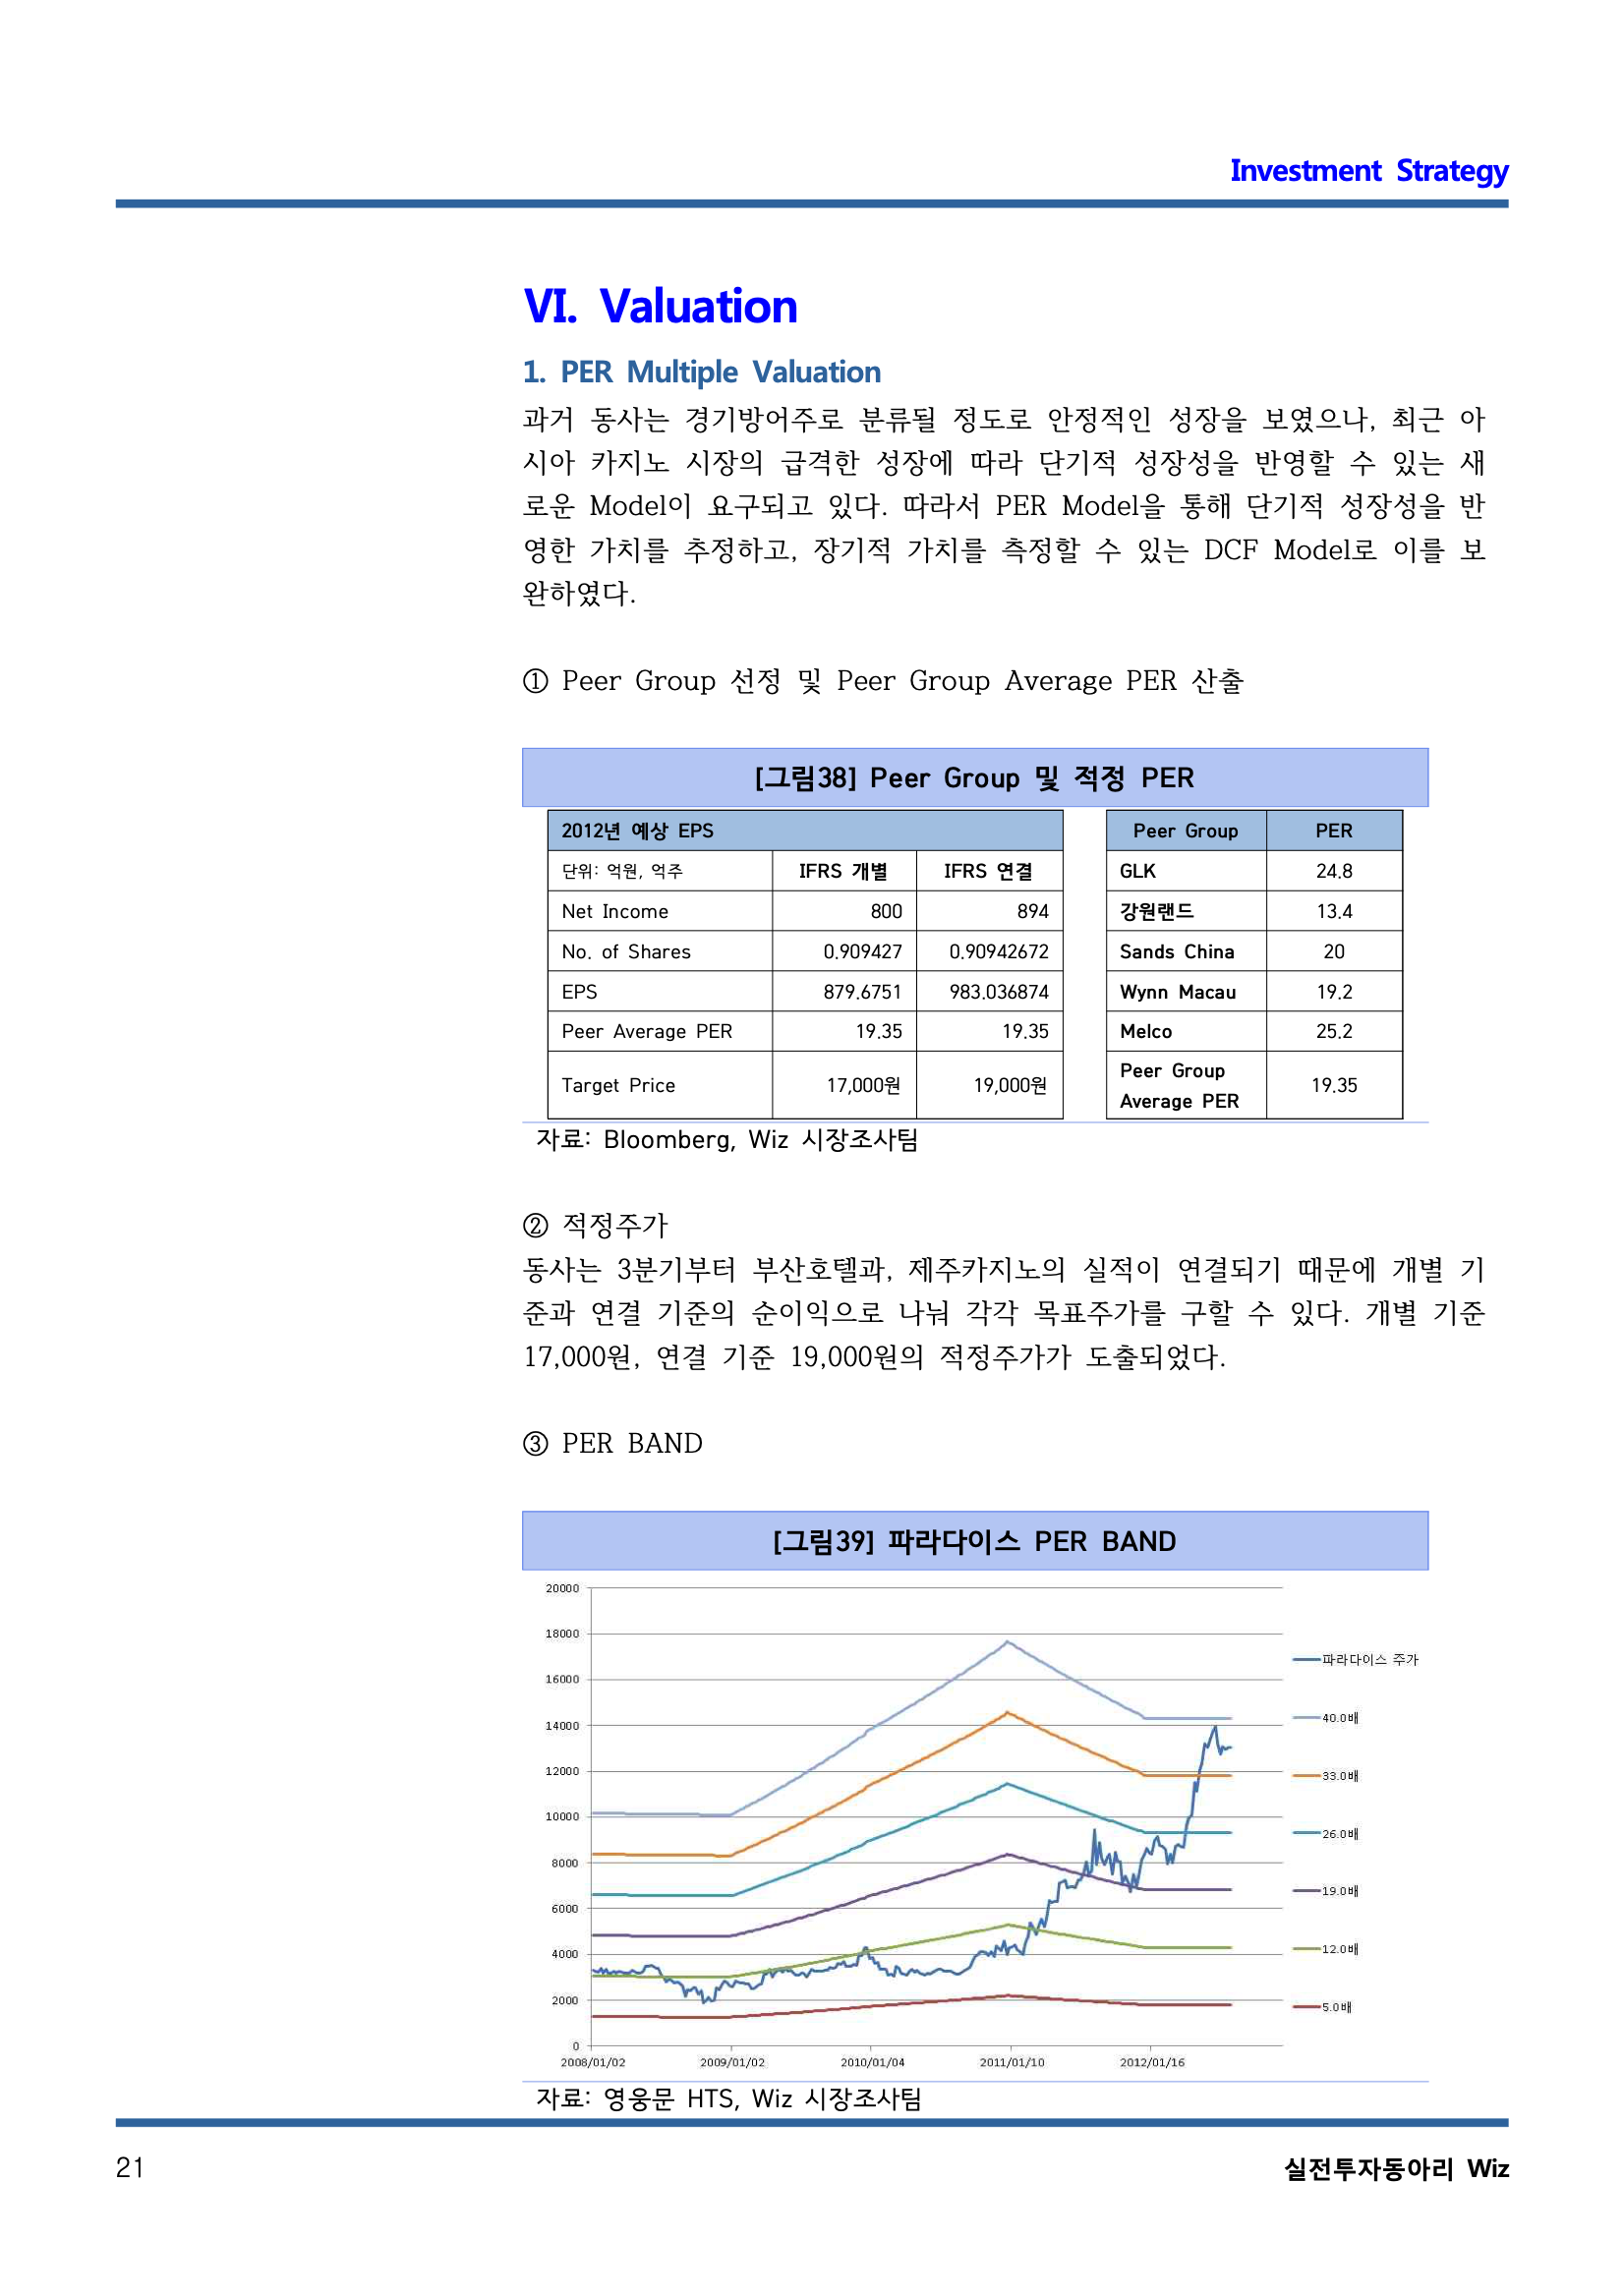 Investment Strategy
VI. Valuation
1. PER Multiple Valuation
과거 동사는 경기방어주로 분류될 정도로 안정적인 성장을 보였으나, 최근 아
시아 카지노 시장의 급격한 성장에 따라 단기적 성장성을 반영할 수 있는 새
로운 Model이 요구되고 있다. 따라서 PER Model을 통해 단기적 성장성을 반
영한 가치를 추정하고, 장기적 가치를 측정할 수 있는 DCF Model로 이를 보
완하였다.
① Peer Group 선정 및 Peer Group Average PER 산출
[그림38] Peer Group 및 적정 PER
2012년 예상 EPS
단위: 억원, 억주 IFRS 개별 IFRS 연결
Net Income 800 894
No. of Shares 0.909427 0.90942672
EPS 879.6751 983.036874
Peer Average PER 19.35 19.35
Target Price 17,000원 19,000원
Peer Group PER
GLK 24.8
강원랜드 13.4
Sands China 20
Wynn Macau 19.2
Melco 25.2
Peer Group
Average PER 19.35
자료: Bloomberg, Wiz 시장조사팀
② 적정주가
동사는 3분기부터 부산호텔과, 제주카지노의 실적이 연결되기 때문에 개별 기
준과 연결 기준의 순이익으로 나눠 각각 목표주가를 구할 수 있다. 개별 기준
17,000원, 연결 기준 19,000원의 적정주가가 도출되었다.
③ PER BAND
[그림39] 파라다이스 PER BAND
20000
18000
16000
14000
12000
10000
8000
6000
4000
2000
0
2008/01/02 2009/01/02 2010/01/04 2011/01/10 2012/01/16
파라다이스 주가
40.0배
33.0배
26.0배
19.0배
12.0배
5.0배
자료: 영웅문 HTS, Wiz 시장조사팀
21
실전투자동아리 Wiz